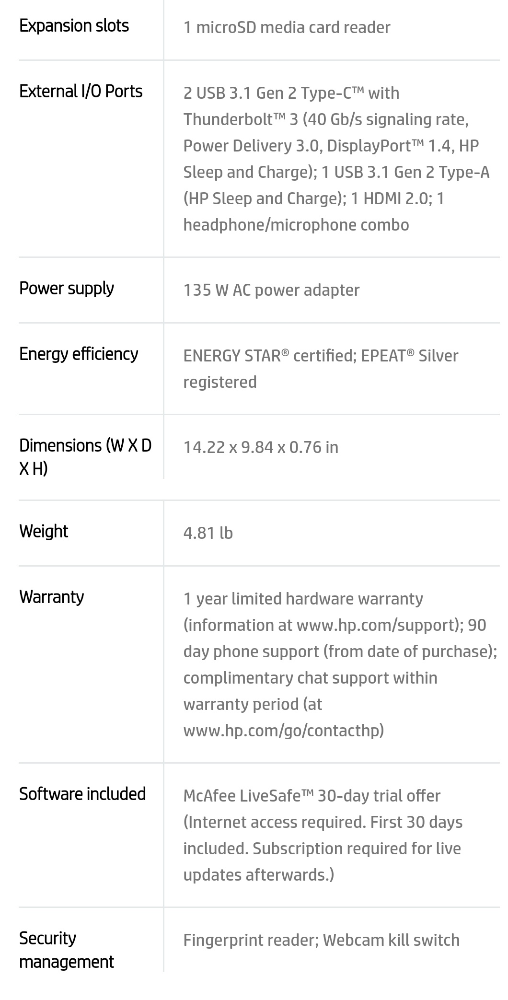 Expansion slots
1 microSD media card reader
External I/O Ports
2 USB 3.1 Gen 2 Type-C™ with
Thunderbolt™ 3 (40 Gb/s signaling rate,
Power Delivery 3.0, DisplayPort™ 1.4, HP
Sleep and Charge); 1 USB 3.1 Gen 2 Type-A
(HP Sleep and Charge); 1 HDMI 2.0; 1
headphone/microphone combo
Power supply
135 W AC power adapter
Energy efficiency
ENERGY STAR® certified; EPEAT® Silver
registered
Dimensions (W X D
X H)
14.22 x 9.84 x 0.76 in
Weight
4.81 lb
Warranty
1 year limited hardware warranty
(information at www.hp.com/support); 90
day phone support (from date of purchase);
complimentary chat support within
warranty period (at
www.hp.com/go/contacthp)
Software included
McAfee LiveSafe™ 30-day trial offer
(Internet access required. First 30 days
included. Subscription required for live
updates afterwards.)
Security
management
Fingerprint reader; Webcam kill switch